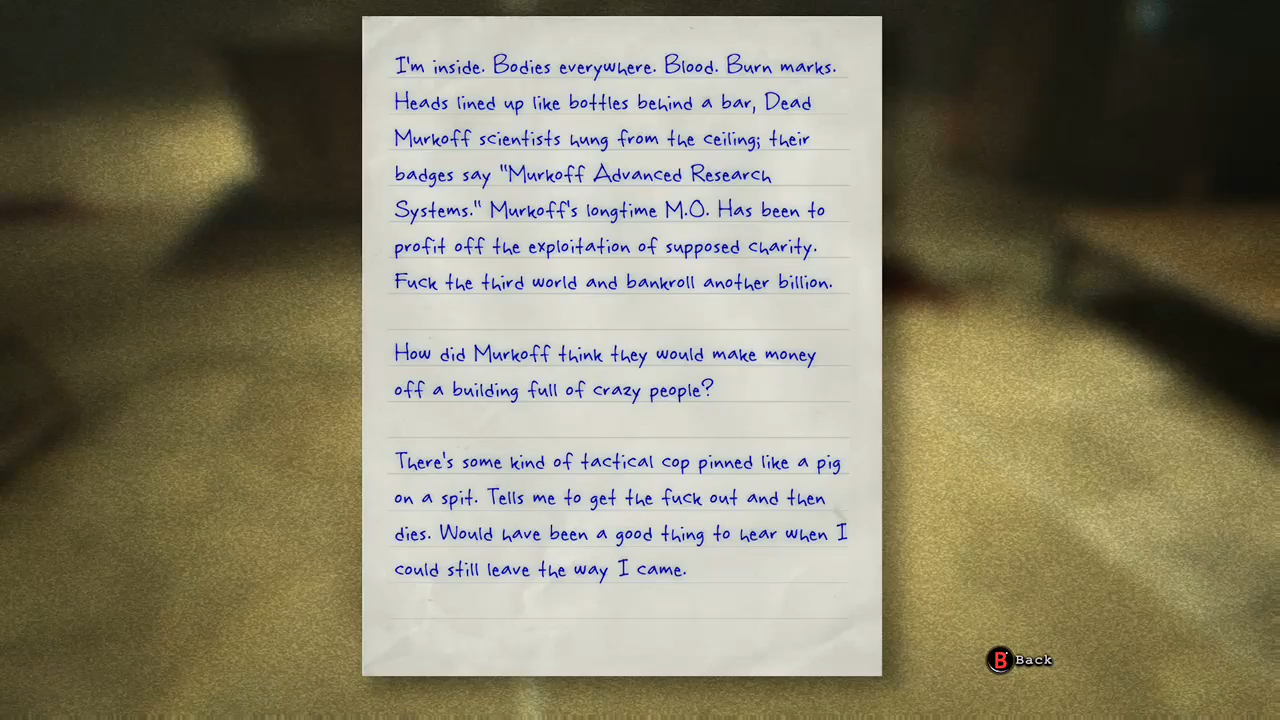 I'm inside. Bodies everywhere. Blood. Burn marks.
Heads lined up like bottles behind a bar, Dead
Murkoff scientists hung from the ceiling; their
badges say "Murkoff Advanced Research
Systems." Murkoff's longtime M.O. Has been to
profit off the exploitation of supposed charity.
Fuck the third world and bankroll another billion.
How did Murkoff think they would make money
off a building full of crazy people?
There's some kind of tactical cop pinned like a pig
on a spit. Tells me to get the fuck out and then
dies. Would have been a good thing to hear when I
could still leave the way I came.
B Back